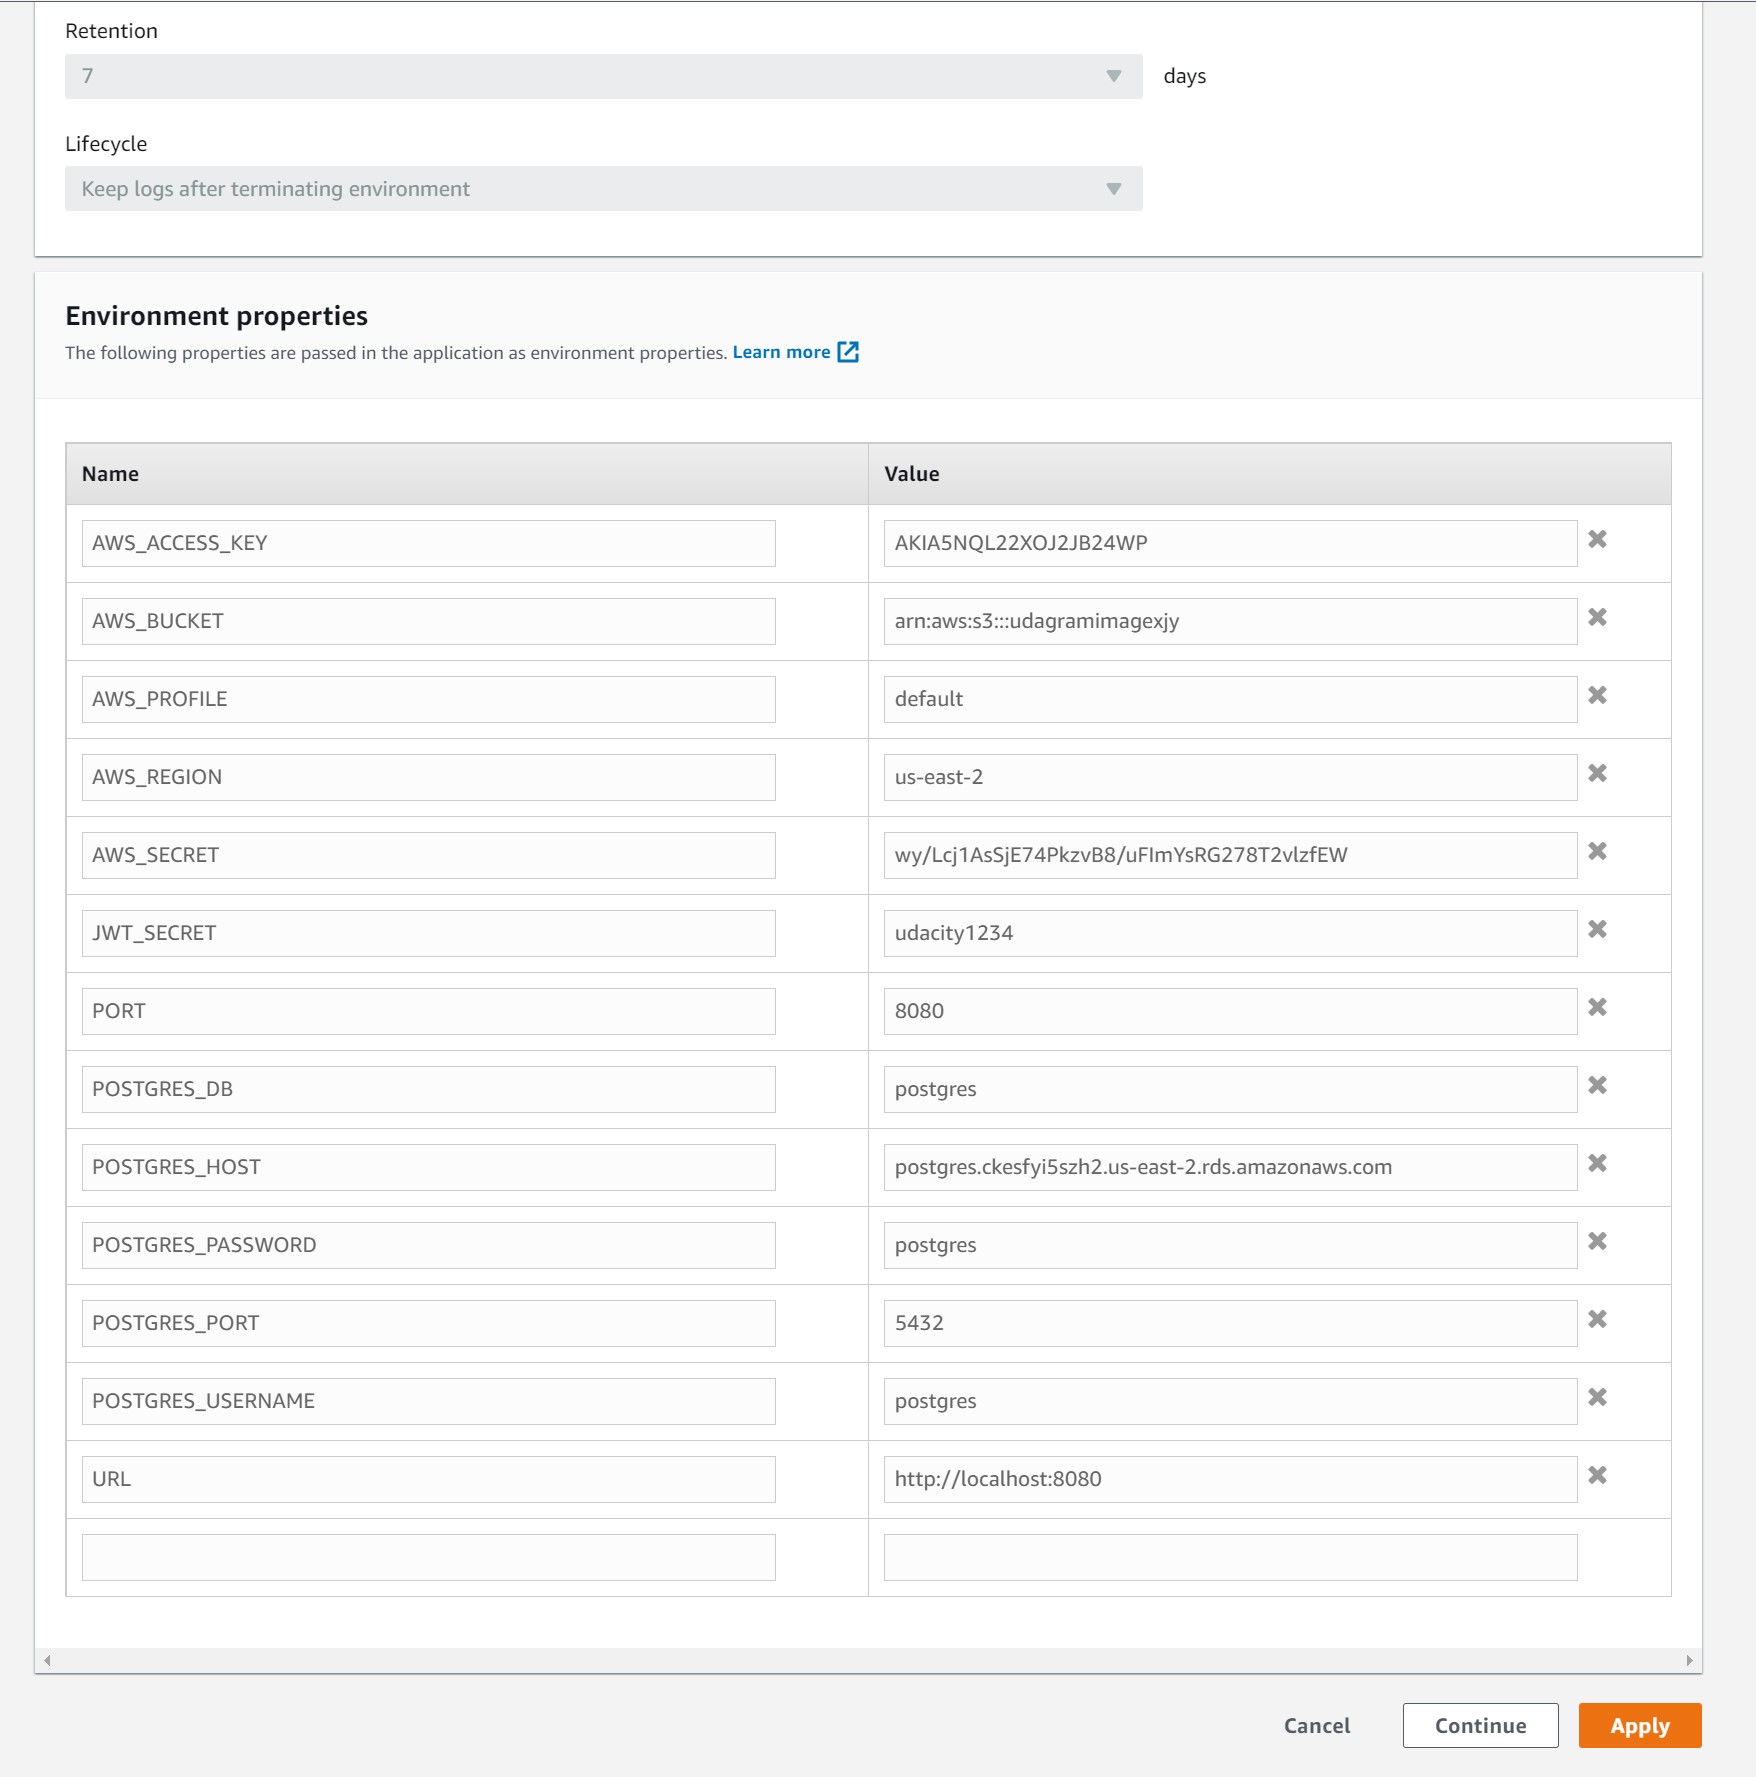 Retention
7 days
Lifecycle
Keep logs after terminating environment
Environment properties
The following properties are passed in the application as environment properties. Learn more
Name Value
AWS_ACCESS_KEY AKIA5NQL22XOJ2JB24WP
AWS_BUCKET arn:aws:s3:::udagramimagexjy
AWS_PROFILE default
AWS_REGION us-east-2
AWS_SECRET wy/Lcj1AsSjE74PkzvB8/uFImYsRG278T2vlzfEW
JWT_SECRET udacity1234
PORT 8080
POSTGRES_DB postgres
POSTGRES_HOST postgres.ckesfyi5szh2.us-east-2.rds.amazonaws.com
POSTGRES_PASSWORD postgres
POSTGRES_PORT 5432
POSTGRES_USERNAME postgres
URL http://localhost:8080
Cancel Continue Apply